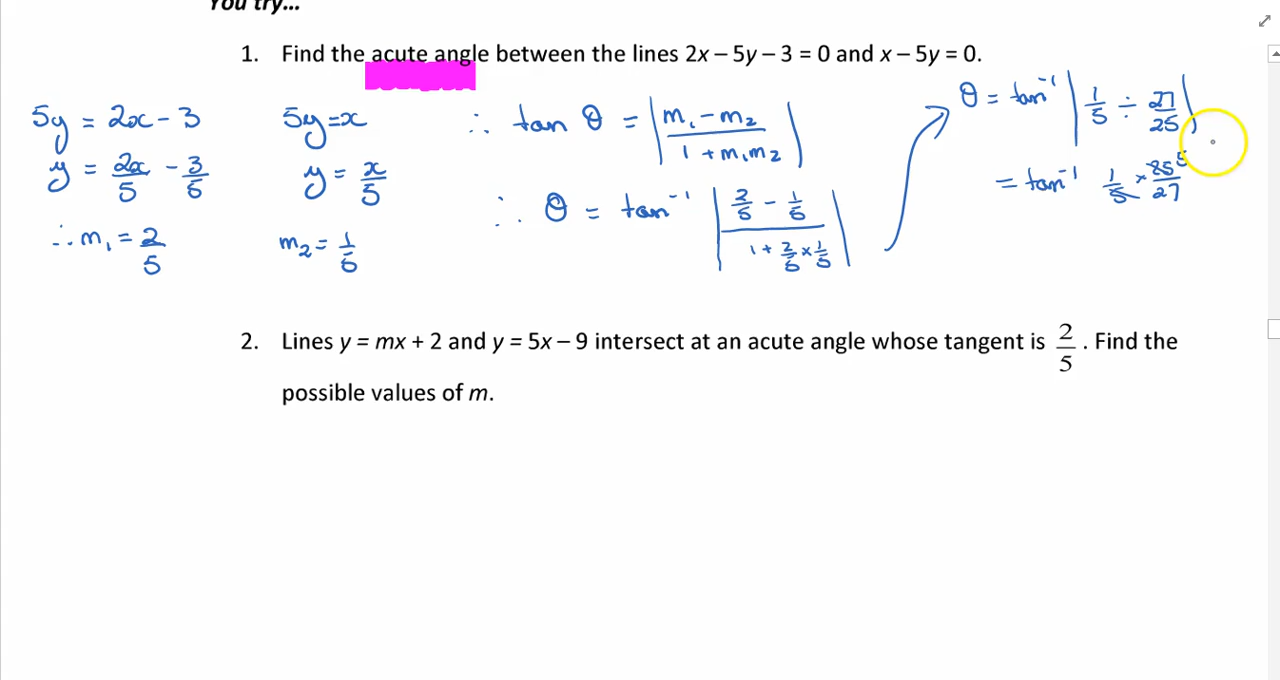 You try...
1. Find the acute angle between the lines 2x – 5y – 3 = 0 and x – 5y = 0.
5y = 2x - 3
y = 2x/5 - 3/5
∴ m₁ = 2/5
5y = x
y = x/5
m₂ = 1/5
∴ tan θ = |(m₁ - m₂)/(1 + m₁m₂)|
∴ θ = tan⁻¹ |(2/5 - 1/5)/(1 + 2/5 × 1/5)|
θ = tan⁻¹ |1/5 ÷ 27/25|
= tan⁻¹ 1/5 × 25/27 5
2. Lines y = mx + 2 and y = 5x – 9 intersect at an acute angle whose tangent is 2/5 . Find the
possible values of m.